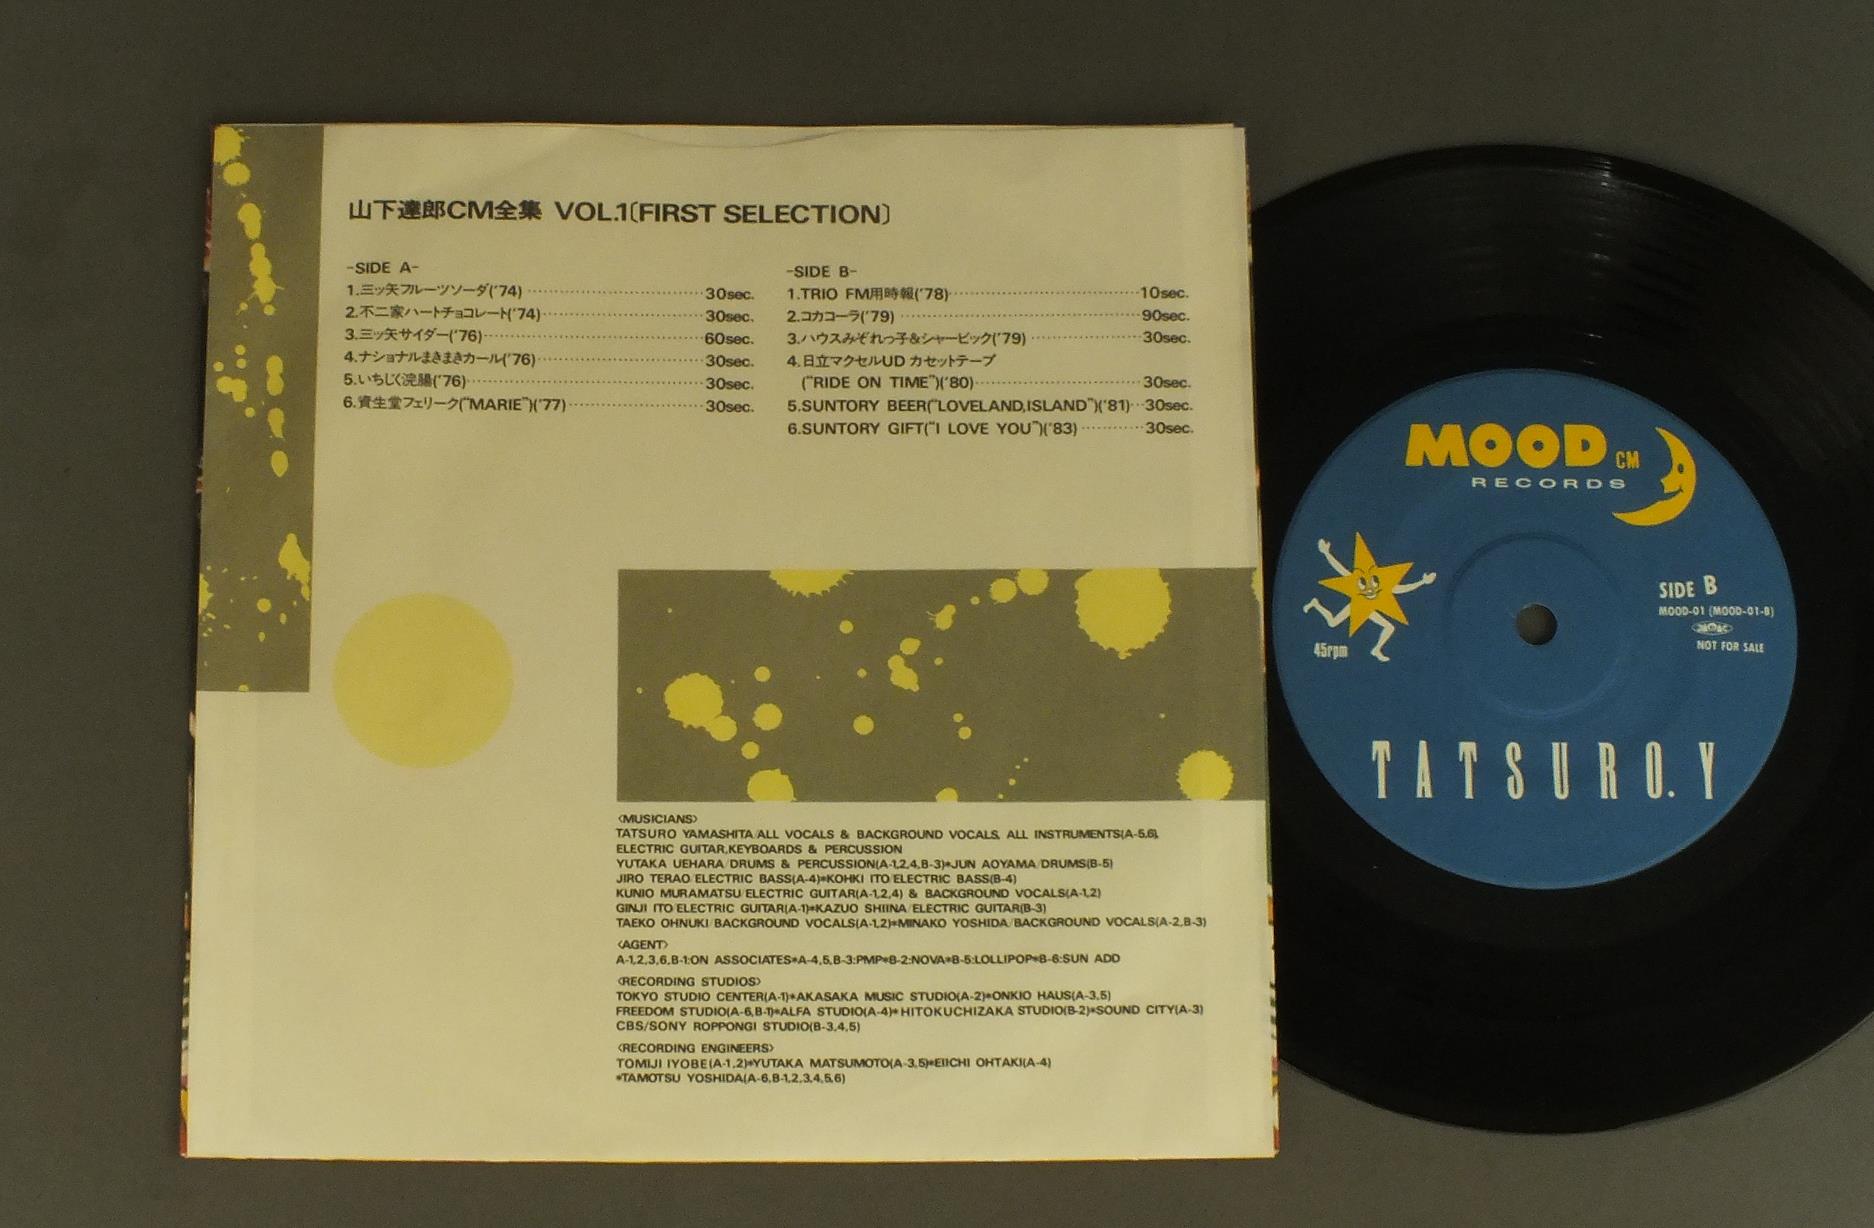 山下達郎CM全集 VOL.1〔FIRST SELECTION〕
-SIDE A-
1.三ッ矢フルーツソーダ('74) 30sec.
2.不二家ハートチョコレート('74) 30sec.
3.三ッ矢サイダー('76) 60sec.
4.ナショナルまきまきカール('76) 30sec.
5.いちじく浣腸('76) 30sec.
6.資生堂フェリーク("MARIE")('77) 30sec.
-SIDE B-
1.TRIO FM用時報('78) 10sec.
2.コカコーラ('79) 90sec.
3.ハウスみぞれっ子&シャービック('79) 30sec.
4.日立マクセルUD カセットテープ
("RIDE ON TIME")('80) 30sec.
5.SUNTORY BEER("LOVELAND,ISLAND")('81) 30sec.
6.SUNTORY GIFT("I LOVE YOU")('83) 30sec.
〈MUSICIANS〉
TATSURO YAMASHITA/ALL VOCALS & BACKGROUND VOCALS, ALL INSTRUMENTS(A-5,6),
ELECTRIC GUITAR,KEYBOARDS & PERCUSSION
YUTAKA UEHARA/DRUMS & PERCUSSION(A-1,2,4,B-3)*JUN AOYAMA/DRUMS(B-5)
JIRO TERAO/ELECTRIC BASS(A-4)*KOHKI ITO/ELECTRIC BASS(B-4)
KUNIO MURAMATSU/ELECTRIC GUITAR(A-1,2,4) & BACKGROUND VOCALS(A-1,2)
GINJI ITO/ELECTRIC GUITAR(A-1)*KAZUO SHIINA/ELECTRIC GUITAR(B-3)
TAEKO OHNUKI/BACKGROUND VOCALS(A-1,2)*MINAKO YOSHIDA/BACKGROUND VOCALS(A-2,B-3)
〈AGENT〉
A-1,2,3,6,B-1:ON ASSOCIATES*A-4,5,B-3:PMP*B-2:NOVA*B-5:LOLLIPOP*B-6:SUN ADD
〈RECORDING STUDIOS〉
TOKYO STUDIO CENTER(A-1)*AKASAKA MUSIC STUDIO(A-2)*ONKIO HAUS(A-3,5)
FREEDOM STUDIO(A-6,B-1)*ALFA STUDIO(A-4)*HITOKUCHIZAKA STUDIO(B-2)*SOUND CITY(A-3)
CBS/SONY ROPPONGI STUDIO(B-3,4,5)
〈RECORDING ENGINEERS〉
TOMIJI IYOBE(A-1,2)*YUTAKA MATSUMOTO(A-3,5)*EIICHI OHTAKI(A-4)
*TAMOTSU YOSHIDA(A-6,B-1,2,3,4,5,6)
MOOD CM
RECORDS
SIDE B
MOOD-01 (MOOD-01-B)
NOT FOR SALE
45rpm
TATSURO. Y